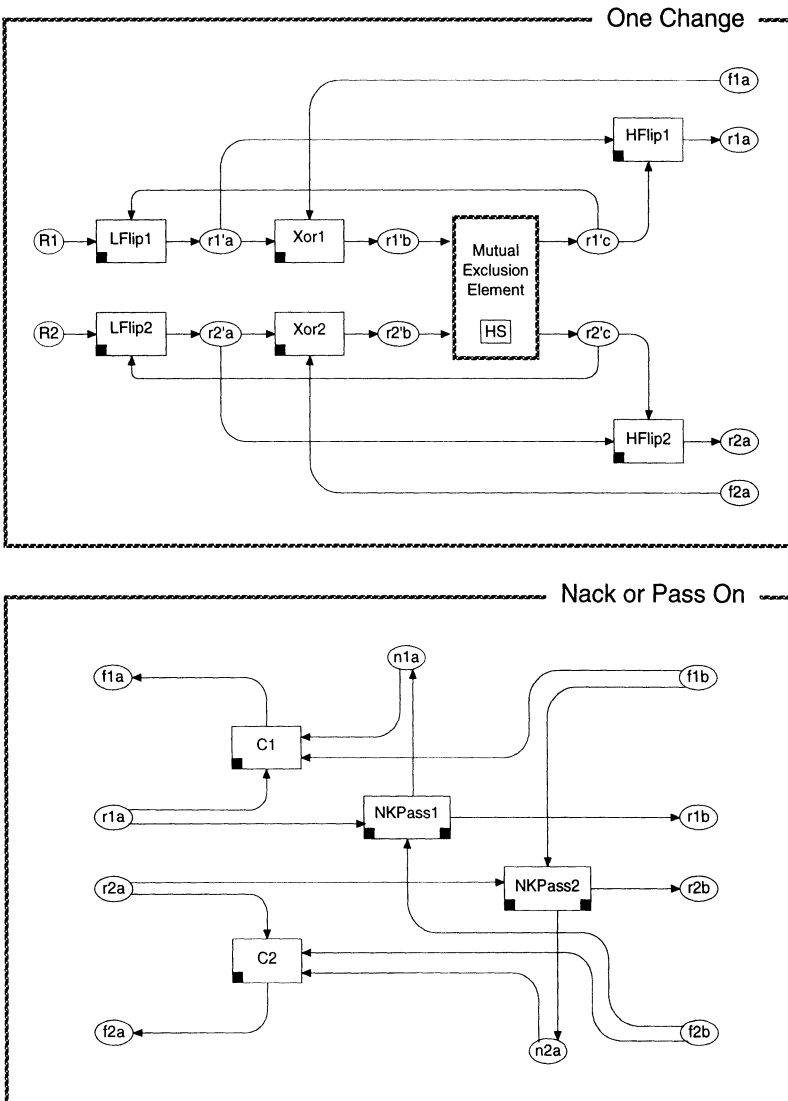 One Change
f1a
HFlip1
r1a
R1
LFlip1
r1'a
Xor1
r1'b
Mutual
Exclusion
Element
HS
r1'c
R2
LFlip2
r2'a
Xor2
r2'b
r2'c
HFlip2
r2a
f2a
Nack or Pass On
f1a
n1a
f1b
C1
r1a
NKPass1
r1b
r2a
NKPass2
r2b
C2
f2a
n2a
f2b